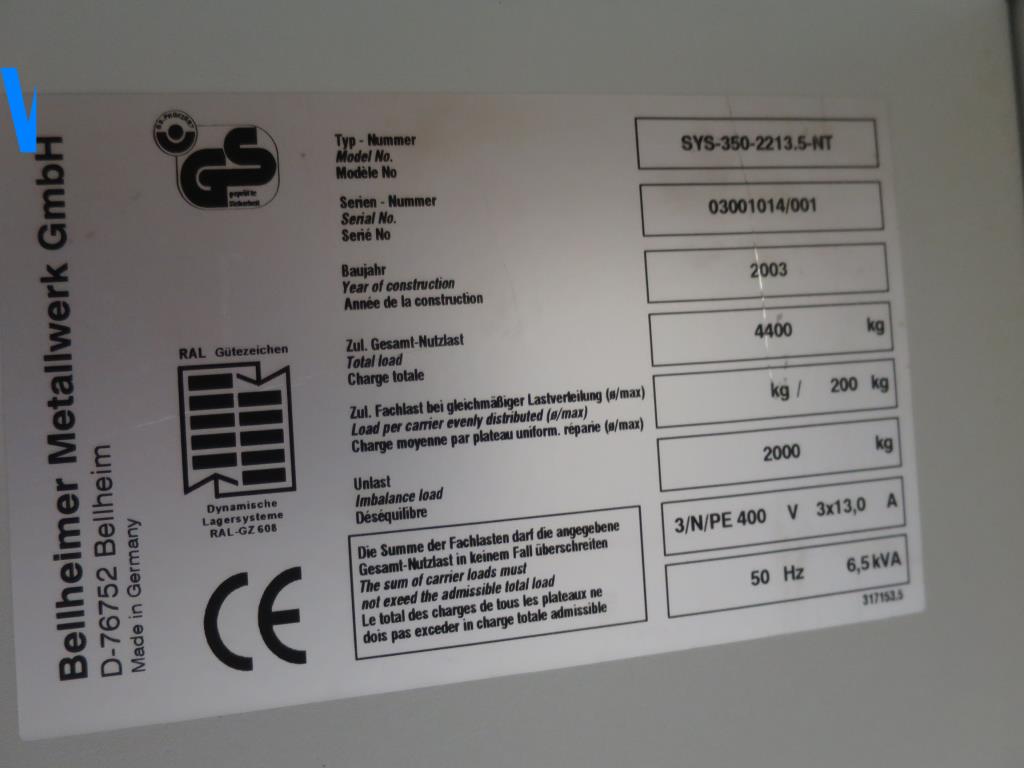 Bellheimer Metallwerk GmbH
D-76752 Bellheim
Made in Germany
GS
geprüfte
Sicherheit
RAL Gütezeichen
Dynamische
Lagersysteme
RAL-GZ 608
CE
Typ - Nummer
Model No.
Modèle No
SYS-350-2213.5-NT
Serien - Nummer
Serial No.
Serié No
03001014/001
Baujahr
Year of construction
Année de la construction
2003
Zul. Gesamt-Nutzlast
Total load
Charge totale
4400 kg
Zul. Fachlast bei gleichmäßiger Lastverteilung (ø/max)
Load per carrier evenly distributed (ø/max)
Charge moyenne par plateau uniform. réparie (ø/max)
kg / 200 kg
Unlast
Imbalance load
Déséquilibre
2000 kg
Die Summe der Fachlasten darf die angegebene
Gesamt-Nutzlast in keinem Fall überschreiten
The sum of carrier loads must
not exeed the admissible total load
Le total des charges de tous les plateaux ne
dois pas exceder in charge totale admissible
3/N/PE 400 V 3x13,0 A
50 Hz 6,5 kVA
317153.5